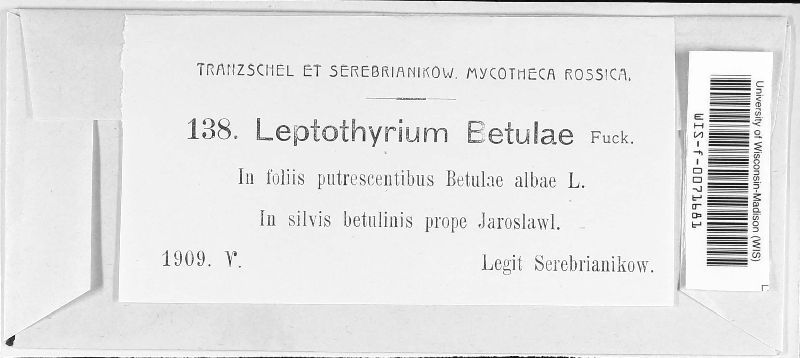 TRANZSCHEL ET SEREBRIANIKOW. MYCOTHECA ROSSICA.
138. Leptothyrium Betulae Fuck.
In foliis putrescentibus Betulae albae L.
In silvis betulinis prope Jaroslawl.
1909. V. Legit Serebrianikow.
University of Wisconsin-Madison (WIS)
WIS-f-0071681